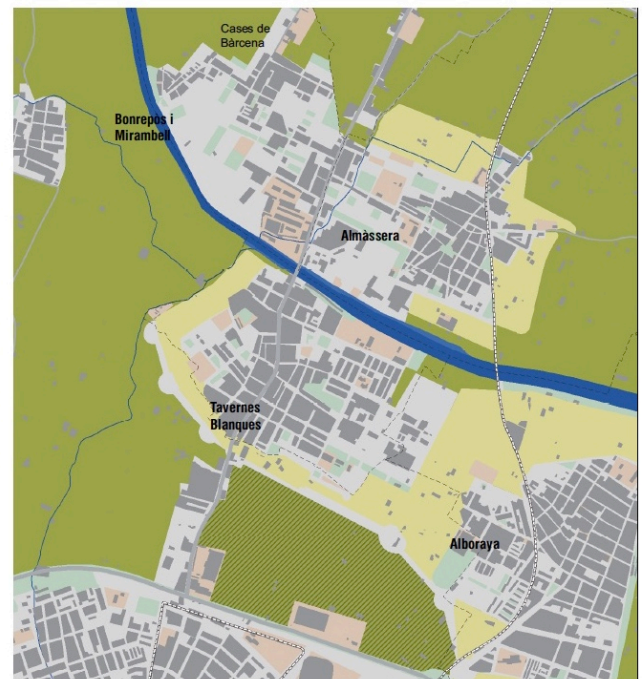 Cases de
Bàrcena
Bonrepòs i
Mirambell
Almàssera
Tavernes
Blanques
Alboraya